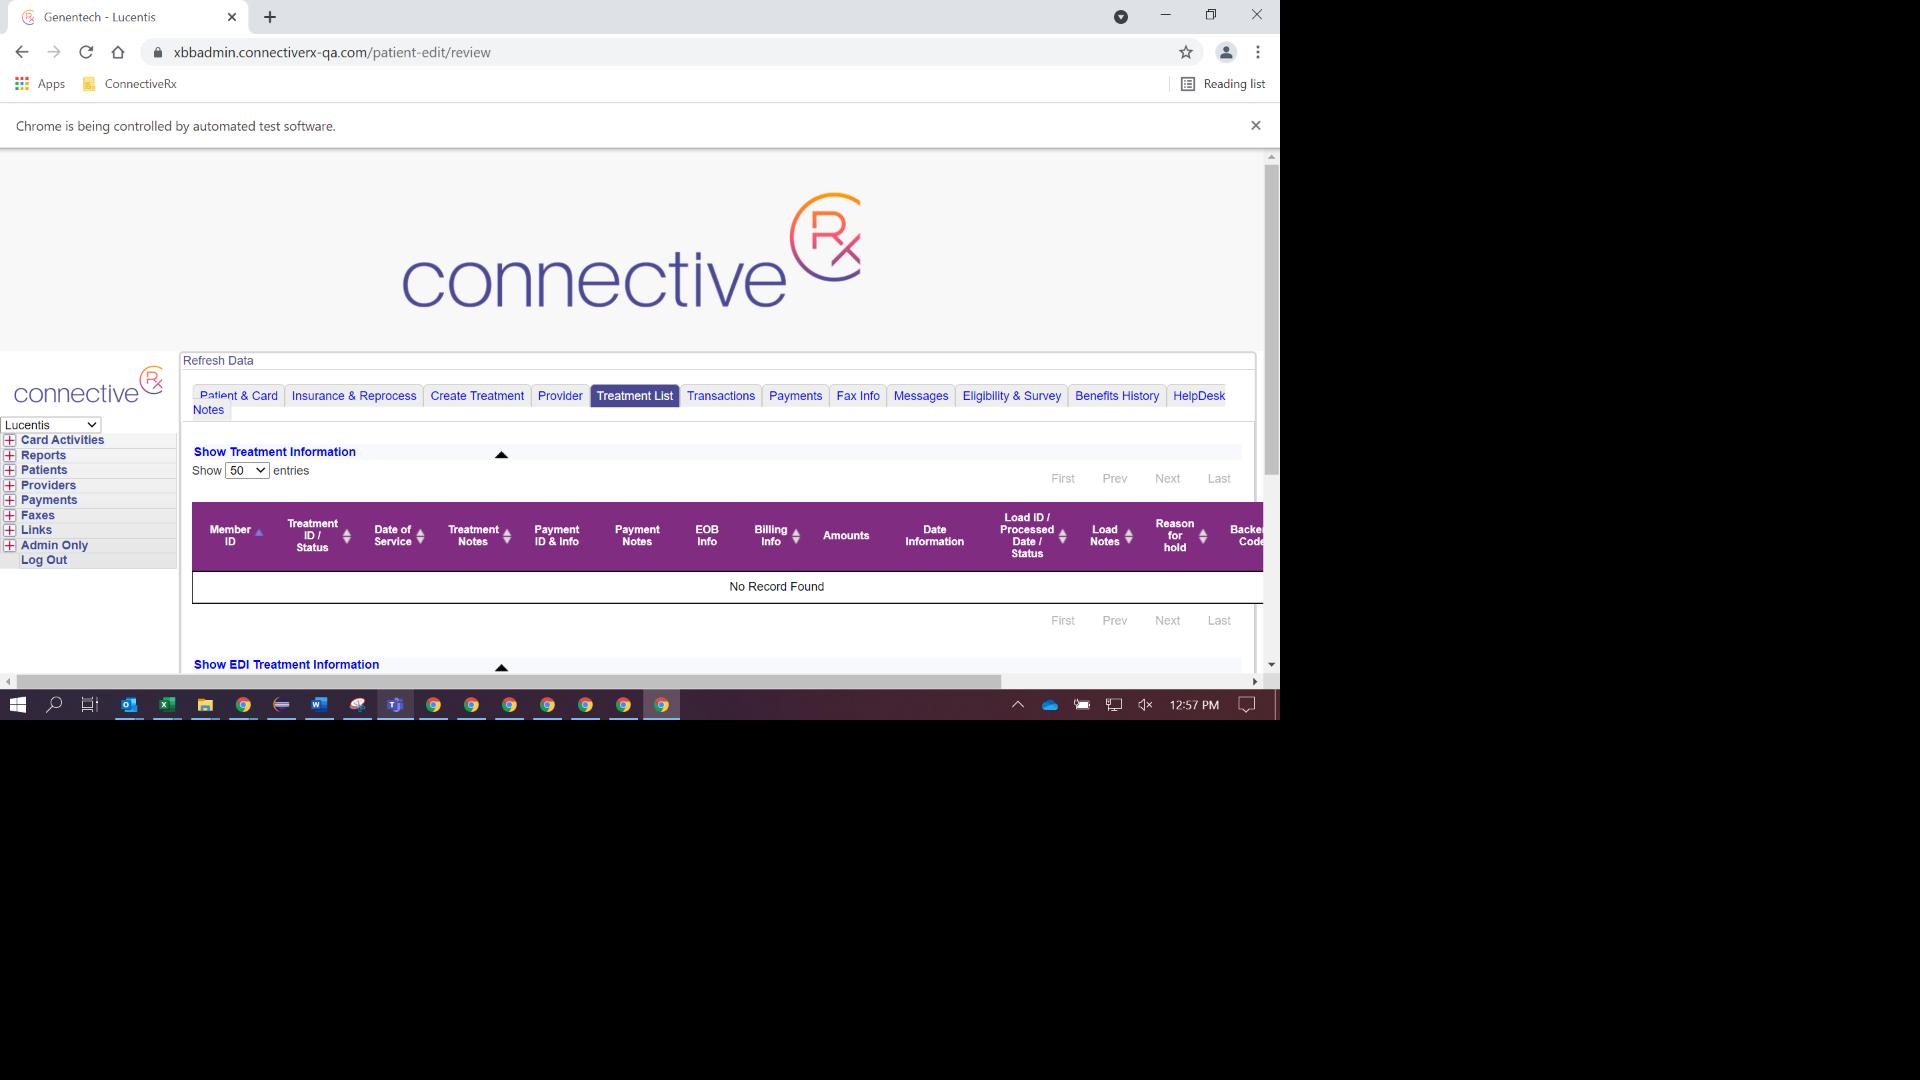 Genentech - Lucentis
xbbadmin.connectiverx-qa.com/patient-edit/review
Apps ConnectiveRx Reading list
Chrome is being controlled by automated test software.
connective Rx
Refresh Data
connective Rx
Patient & Card Insurance & Reprocess Create Treatment Provider Treatment List Transactions Payments Fax Info Messages Eligibility & Survey Benefits History HelpDesk
Notes
Lucentis
Card Activities
Reports
Patients
Providers
Payments
Faxes
Links
Admin Only
Log Out
Show Treatment Information
Show 50 entries
First Prev Next Last
Member
ID
Treatment
ID /
Status
Date of
Service
Treatment
Notes
Payment
ID & Info
Payment
Notes
EOB
Info
Billing
Info
Amounts
Date
Information
Load ID /
Processed
Date /
Status
Load
Notes
Reason
for
hold
Code
No Record Found
First Prev Next Last
Show EDI Treatment Information
12:57 PM